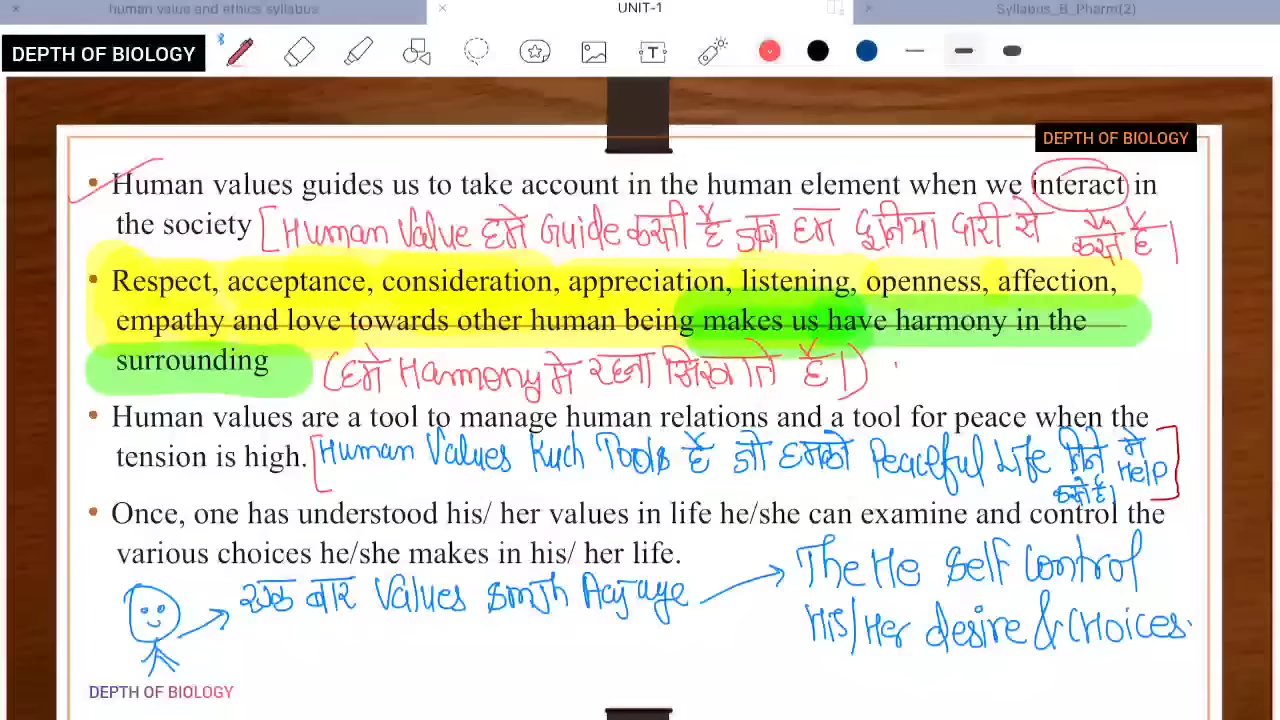 human value and ethics syllabus
UNIT-1
Syllabus_B_Pharm(2)
DEPTH OF BIOLOGY
DEPTH OF BIOLOGY
• Human values guides us to take account in the human element when we interact in
the society [Human Value हमे Guide करती है जब हम दुनिया दारी से
करते है।
• Respect, acceptance, consideration, appreciation, listening, openness, affection,
empathy and love towards other human being makes us have harmony in the
surrounding (हमे Harmony मे रहना सिखाते है।)
• Human values are a tool to manage human relations and a tool for peace when the
tension is high. [Human Values Kuch Tools है जो हमको Peaceful Life मे Help
करते है। ]
• Once, one has understood his/ her values in life he/she can examine and control the
various choices he/she makes in his/ her life.
एक बार Values Smjh Aajaye
The He Self Control
His/Her desire & CHoices.
DEPTH OF BIOLOGY